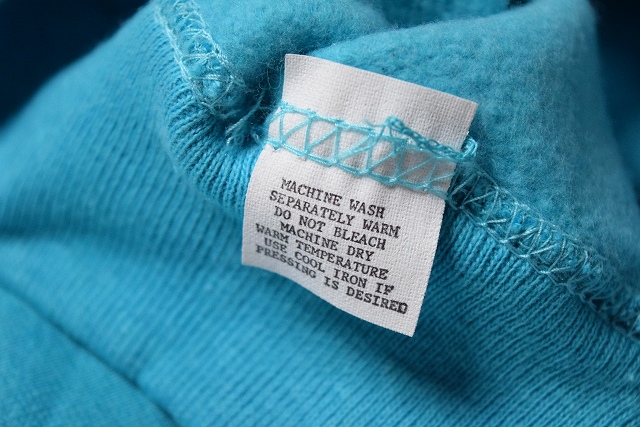 MACHINE WASH
SEPARATELY WARM
DO NOT BLEACH
MACHINE DRY
WARM TEMPERATURE
USE COOL IRON IF
PRESSING IS DESIRED